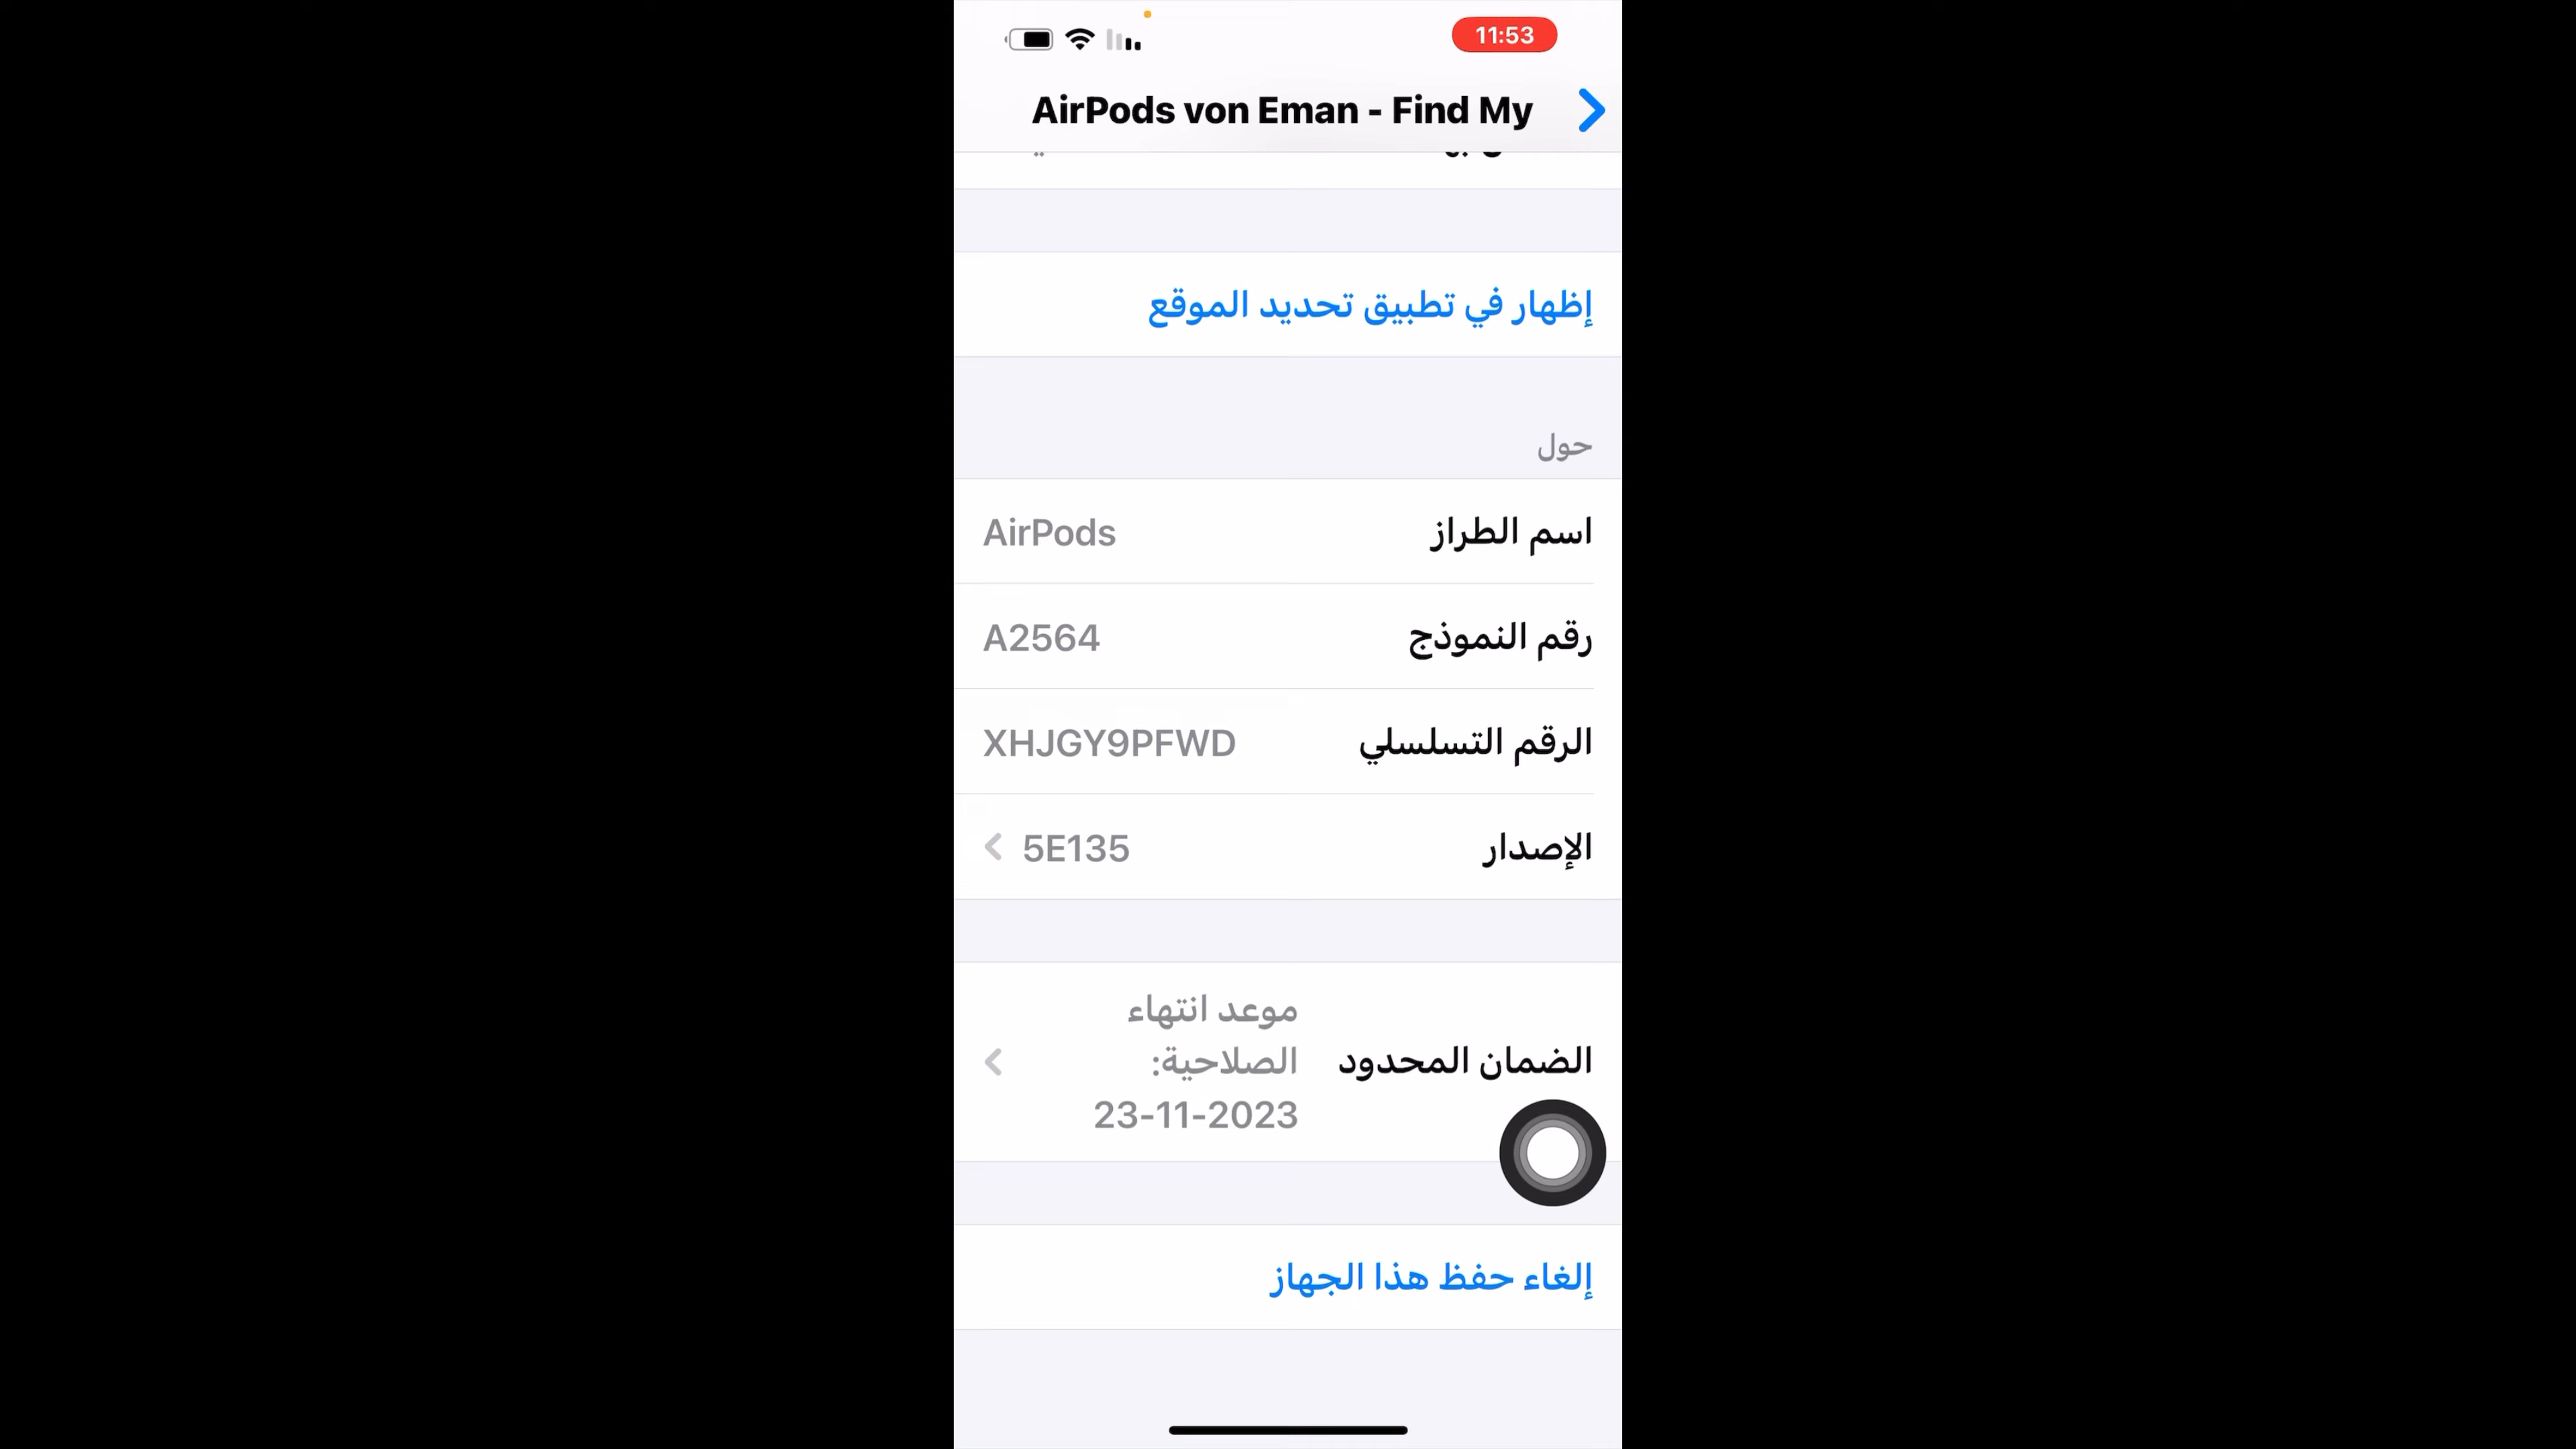 11:53
AirPods von Eman - Find My
إظهار في تطبيق تحديد الموقع
حول
اسم الطراز AirPods
رقم النموذج A2564
الرقم التسلسلي XHJGY9PFWD
الإصدار 5E135
الضمان المحدود
موعد انتهاء
الصلاحية:
23-11-2023
إلغاء حفظ هذا الجهاز